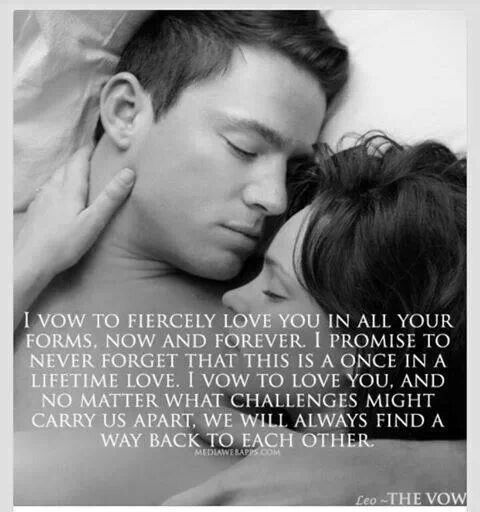 I VOW TO FIERCELY LOVE YOU IN ALL YOUR
FORMS, NOW AND FOREVER. I PROMISE TO
NEVER FORGET THAT THIS IS A ONCE IN A
LIFETIME LOVE. I VOW TO LOVE YOU, AND
NO MATTER WHAT CHALLENGES MIGHT
CARRY US APART, WE WILL ALWAYS FIND A
WAY BACK TO EACH OTHER.
MEDIAWEBAPPS.COM
Leo ~THE VOW